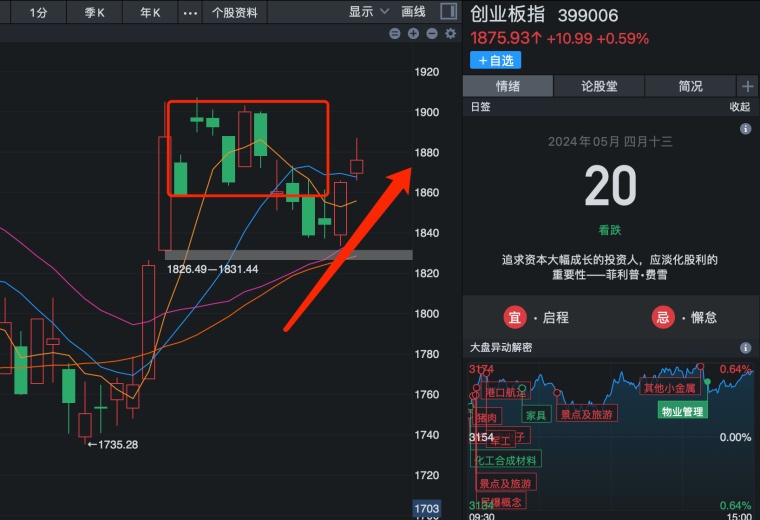 1分 季K 年K ••• 个股资料 显示 画线
创业板指 399006
1875.93↑ +10.99 +0.59%
＋自选
情绪 论股堂 简况 +
日签 收起
2024年05月 四月十三
20
看跌
追求资本大幅成长的投资人，应淡化股利的
重要性——菲利普·费雪
宜 · 启程 忌 · 懈怠
大盘异动解密
1920
1900
1880
1860
1840
1820
1800
1780
1760
1740
1720
1703
1826.49—1831.44
←1735.28
3174 0.64%
港口航运 其他小金属
猪肉 家具 景点及旅游 物业管理
3154 军工 子 0.00%
化工合成材料
景点及旅游
民爆概念
3134 0.64%
09:30 15:00